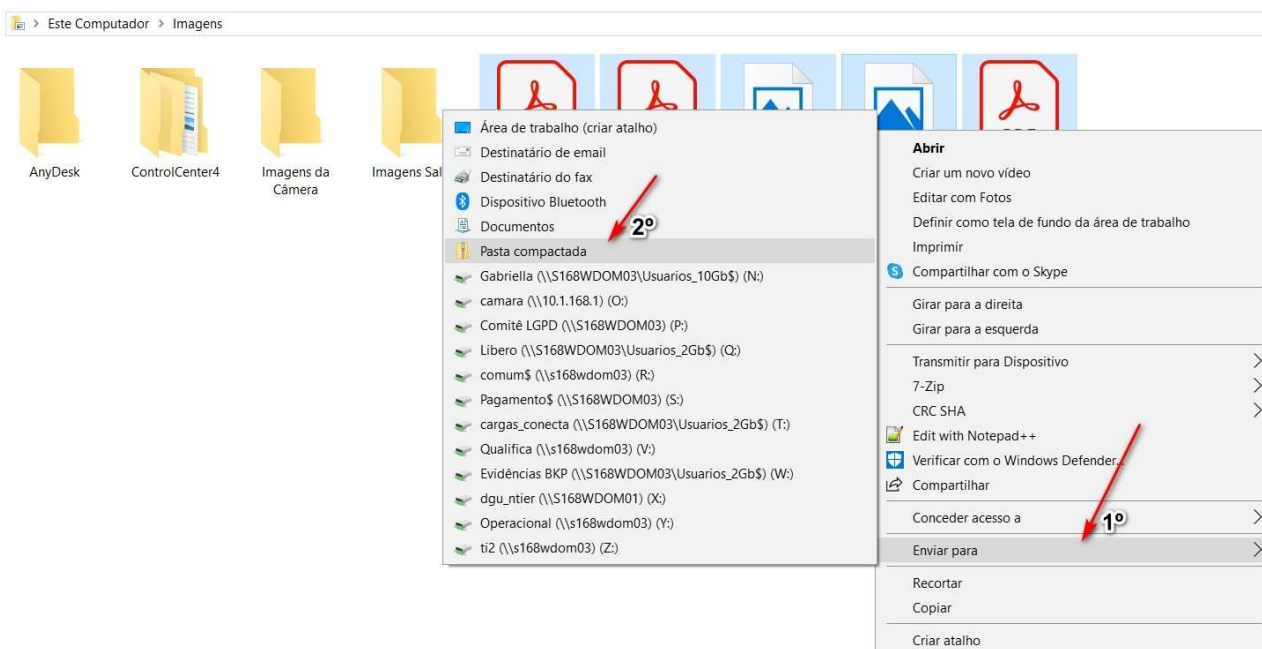 Este Computador > Imagens
AnyDesk
ControlCenter4
Imagens da
Câmera
Imagens Sal
Área de trabalho (criar atalho)
Destinatário de email
Destinatário do fax
Dispositivo Bluetooth
Documentos
2º
Pasta compactada
Gabriella (\\S168WDOM03\Usuarios_10Gb$) (N:)
camara (\\10.1.168.1) (O:)
Comitê LGPD (\\S168WDOM03) (P:)
Libero (\\S168WDOM03\Usuarios_2Gb$) (Q:)
comum$ (\\s168wdom03) (R:)
Pagamento$ (\\S168WDOM03) (S:)
cargas_conecta (\\S168WDOM03\Usuarios_2Gb$) (T:)
Qualifica (\\s168wdom03) (V:)
Evidências BKP (\\S168WDOM03\Usuarios_2Gb$) (W:)
dgu_ntier (\\S168WDOM01) (X:)
Operacional (\\s168wdom03) (Y:)
ti2 (\\s168wdom03) (Z:)
Abrir
Criar um novo vídeo
Editar com Fotos
Definir como tela de fundo da área de trabalho
Imprimir
Compartilhar com o Skype
Girar para a direita
Girar para a esquerda
Transmitir para Dispositivo
7-Zip
CRC SHA
Edit with Notepad++
Verificar com o Windows Defender...
Compartilhar
Conceder acesso a
1º
Enviar para
Recortar
Copiar
Criar atalho